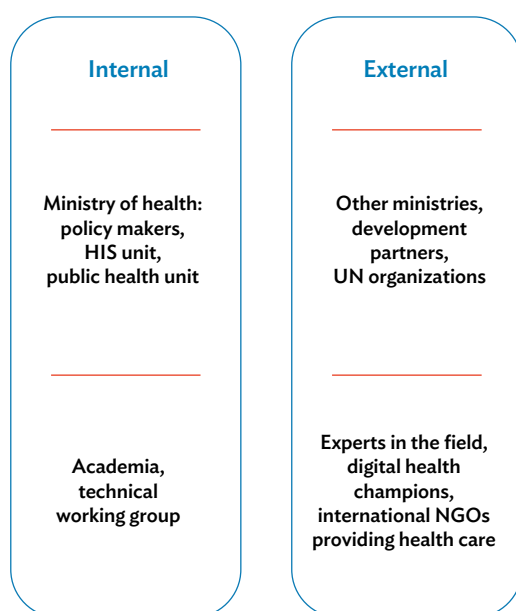 Internal
Ministry of health:
policy makers,
HIS unit,
public health unit
Academia,
technical
working group
External
Other ministries,
development
partners,
UN organizations
Experts in the field,
digital health
champions,
international NGOs
providing health care